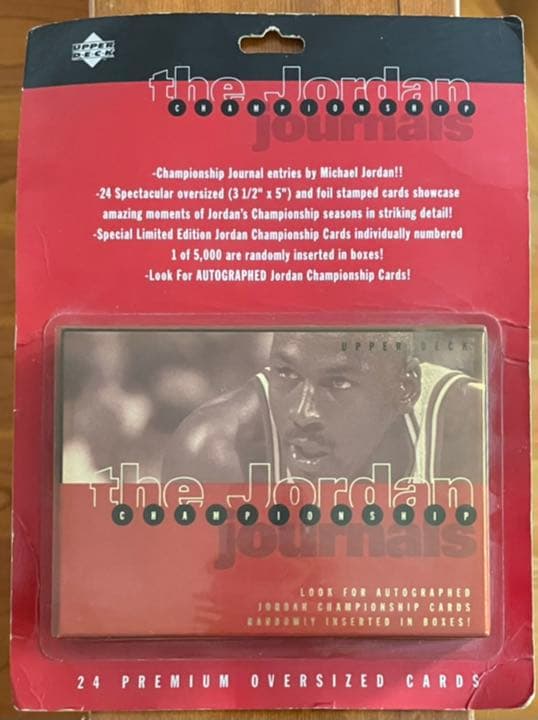 UPPER
DECK
the Jordan
CHAMPIONSHIP
journals
-Championship Journal entries by Michael Jordan!!
-24 Spectacular oversized (3 1/2" x 5") and foil stamped cards showcase
amazing moments of Jordan's Championship seasons in striking detail!
-Special Limited Edition Jordan Championship Cards individually numbered
1 of 5,000 are randomly inserted in boxes!
-Look For AUTOGRAPHED Jordan Championship Cards!
UPPER DECK
the Jordan
CHAMPIONSHIP
journals
LOOK FOR AUTOGRAPHED
JORDAN CHAMPIONSHIP CARDS
RANDOMLY INSERTED IN BOXES!
24 PREMIUM OVERSIZED CARDS